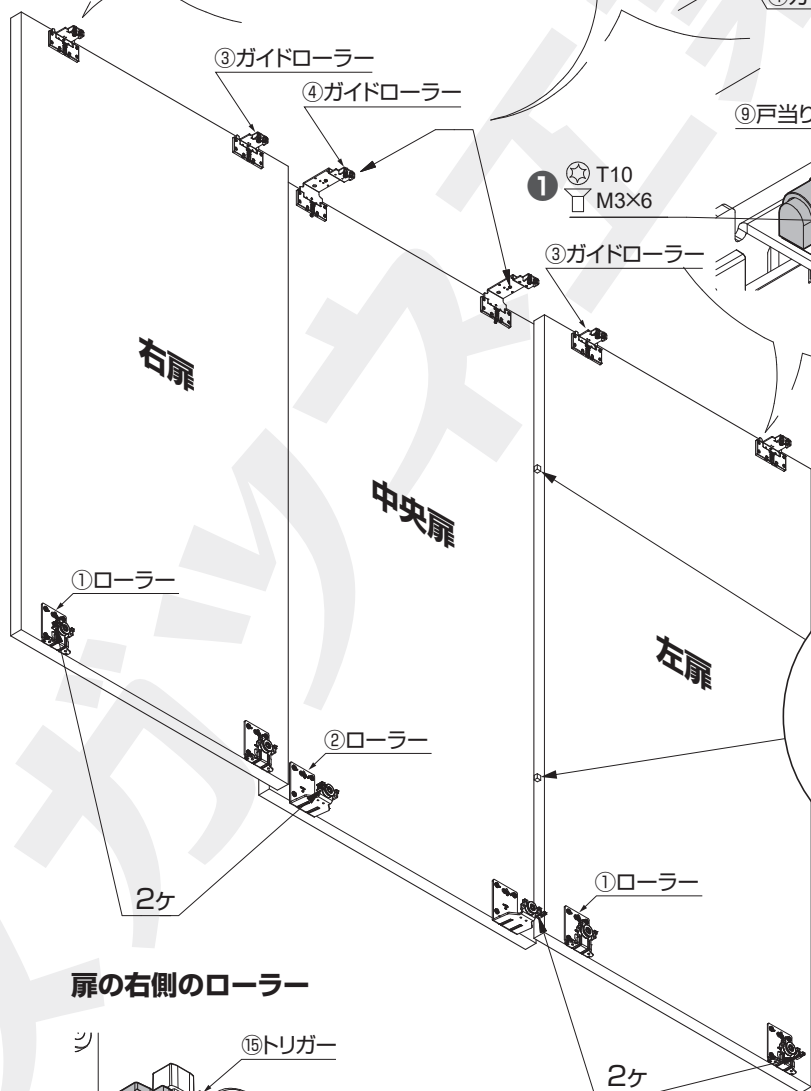 ③ガイドローラー
④ガイドローラー
⑨戸当り
❶ T10
M3×6
③ガイドローラー
右扉
中央扉
左扉
①ローラー
②ローラー
①ローラー
2ケ
扉の右側のローラー
⑮トリガー
2ケ